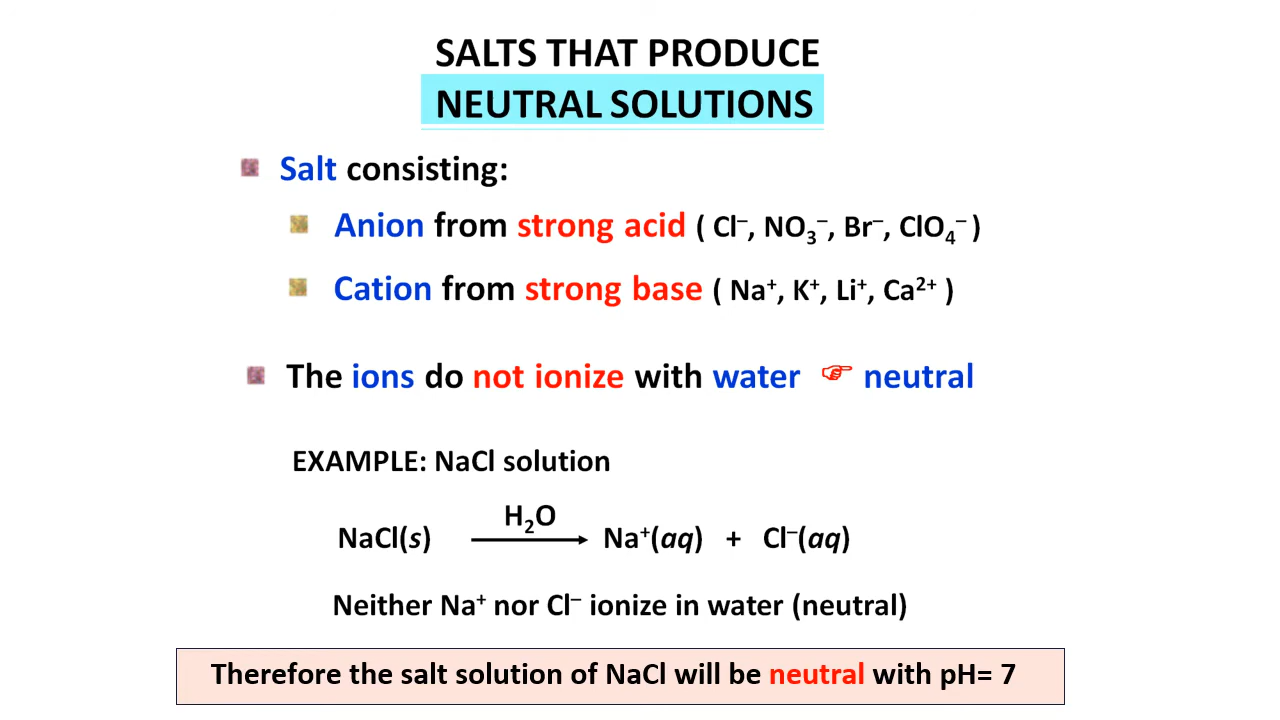 SALTS THAT PRODUCE
NEUTRAL SOLUTIONS
Salt consisting:
Anion from strong acid ( Cl⁻, NO₃⁻, Br⁻, ClO₄⁻ )
Cation from strong base ( Na⁺, K⁺, Li⁺, Ca²⁺ )
The ions do not ionize with water ☞ neutral
EXAMPLE: NaCl solution
H₂O
NaCl(s) → Na⁺(aq) + Cl⁻(aq)
Neither Na⁺ nor Cl⁻ ionize in water (neutral)
Therefore the salt solution of NaCl will be neutral with pH= 7